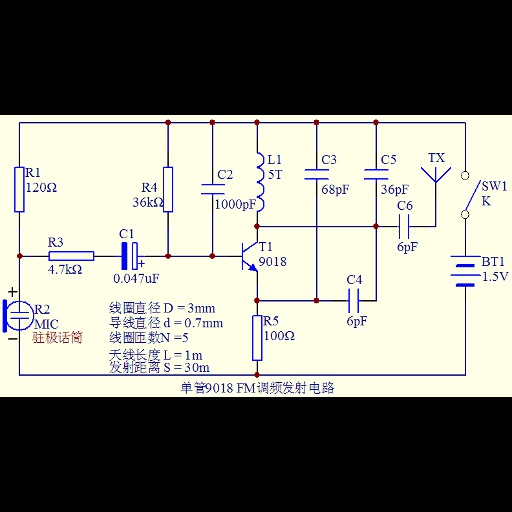 R1
120Ω
R4
36kΩ
C2
1000pF
L1
5T
C3
68pF
C5
36pF
TX
C6
6pF
SW1
K
R3
4.7kΩ
C1
+
0.047uF
T1
9018
BT1
1.5V
C4
6pF
+
R2
MIC
驻极话筒
−
R5
100Ω
线圈直径 D = 3mm
导线直径 d = 0.7mm
线圈匝数N =5
天线长度 L = 1m
发射距离 S = 30m
单管9018 FM调频发射电路